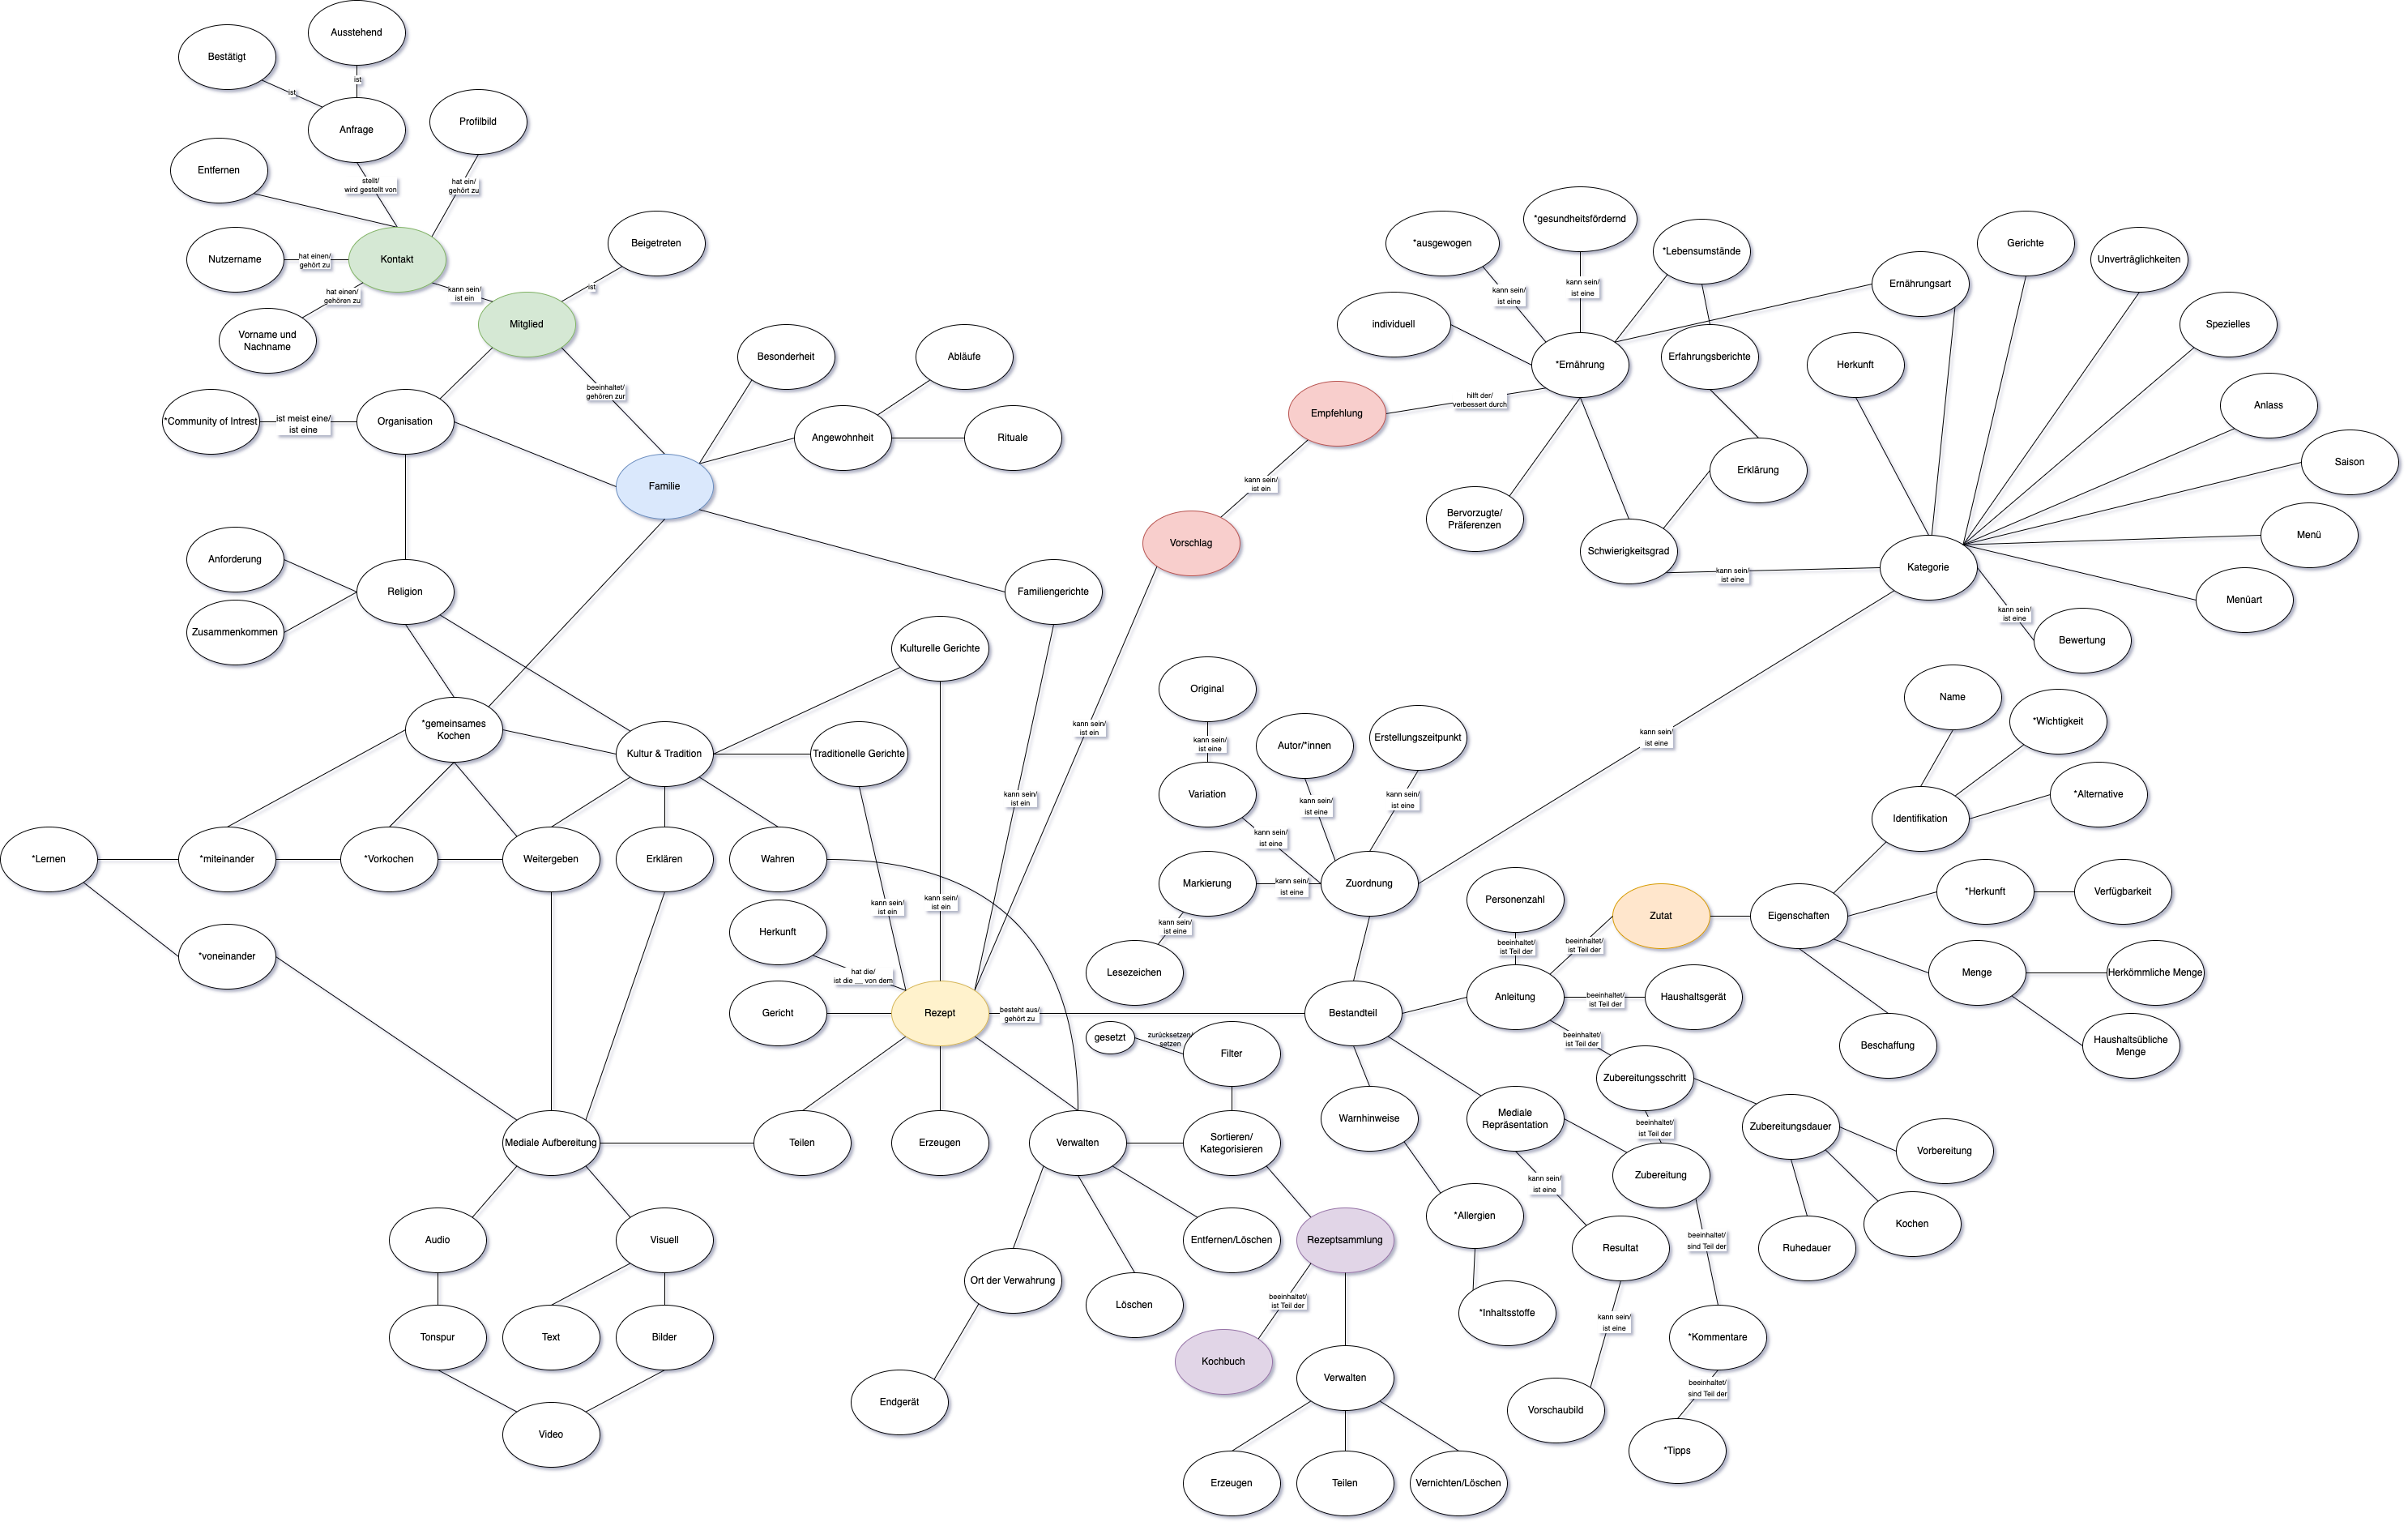 Ausstehend
Bestätigt
ist
ist
Anfrage
Profilbild
Entfernen
stellt/
wird gestellt von
hat ein/
gehört zu
Nutzername
hat einen/
gehört zu
Kontakt
Beigetreten
hat einen/
gehören zu
kann sein/
ist ein
ist
Vorname und
Nachname
Mitglied
Besonderheit
Abläufe
beeinhaltet/
gehören zur
*Community of Intrest
ist meist eine/
ist eine
Organisation
Angewohnheit
Rituale
Familie
Anforderung
Religion
Zusammenkommen
Familiengerichte
Kulturelle Gerichte
*gemeinsames
Kochen
Kultur & Tradition
Traditionelle Gerichte
kann sein/
ist ein
kann sein/
ist ein
*Lernen
*miteinander
*Vorkochen
Weitergeben
Erklären
Wahren
kann sein/
ist ein
kann sein/
ist ein
Herkunft
*voneinander
hat die/
ist die __ von dem
Gericht
Rezept
besteht aus/
gehört zu
Mediale Aufbereitung
Teilen
Erzeugen
Verwalten
Audio
Visuell
Tonspur
Text
Bilder
Video
*gesundheitsfördernd
*ausgewogen
*Lebensumstände
Gerichte
Unverträglichkeiten
Ernährungsart
kann sein/
ist eine
kann sein/
ist eine
individuell
Spezielles
*Ernährung
Erfahrungsberichte
Herkunft
hilft der/
verbessert durch
Empfehlung
Anlass
Erklärung
Saison
kann sein/
ist ein
Bervorzugte/
Präferenzen
Vorschlag
Schwierigkeitsgrad
kann sein/
ist eine
Kategorie
Menü
Menüart
kann sein/
ist eine
Bewertung
Original
Name
*Wichtigkeit
kann sein/
ist eine
Autor/*innen
Erstellungszeitpunkt
kann sein/
ist eine
Variation
kann sein/
ist eine
kann sein/
ist eine
*Alternative
Identifikation
kann sein/
ist eine
Markierung
kann sein/
ist eine
Zuordnung
Personenzahl
Zutat
Eigenschaften
*Herkunft
Verfügbarkeit
kann sein/
ist eine
beeinhaltet/
ist Teil der
beeinhaltet/
ist Teil der
Lesezeichen
Menge
Herkömmliche Menge
Anleitung
beeinhaltet/
ist Teil der
Haushaltsgerät
Bestandteil
gesetzt
zurücksetzen/
setzen
Filter
beeinhaltet/
ist Teil der
Beschaffung
Haushaltsübliche
Menge
Zubereitungsschritt
Warnhinweise
Mediale
Repräsentation
beeinhaltet/
ist Teil der
Zubereitungsdauer
Sortieren/
Kategorisieren
Vorbereitung
Zubereitung
kann sein/
ist eine
*Allergien
Kochen
Entfernen/Löschen
Rezeptsammlung
Resultat
beeinhaltet/
sind Teil der
Ruhedauer
Ort der Verwahrung
Löschen
beeinhaltet/
ist Teil der
*Inhaltsstoffe
kann sein/
ist eine
*Kommentare
Kochbuch
Verwalten
beeinhaltet/
sind Teil der
Endgerät
Vorschaubild
*Tipps
Erzeugen
Teilen
Vernichten/Löschen